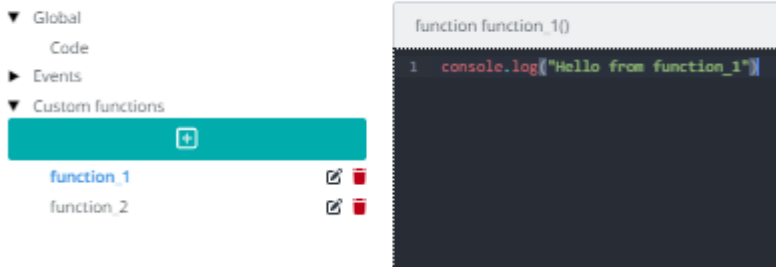 Global
Code
Events
Custom functions
function_1
function_2
function function_1()
1 console.log("Hello from function_1")